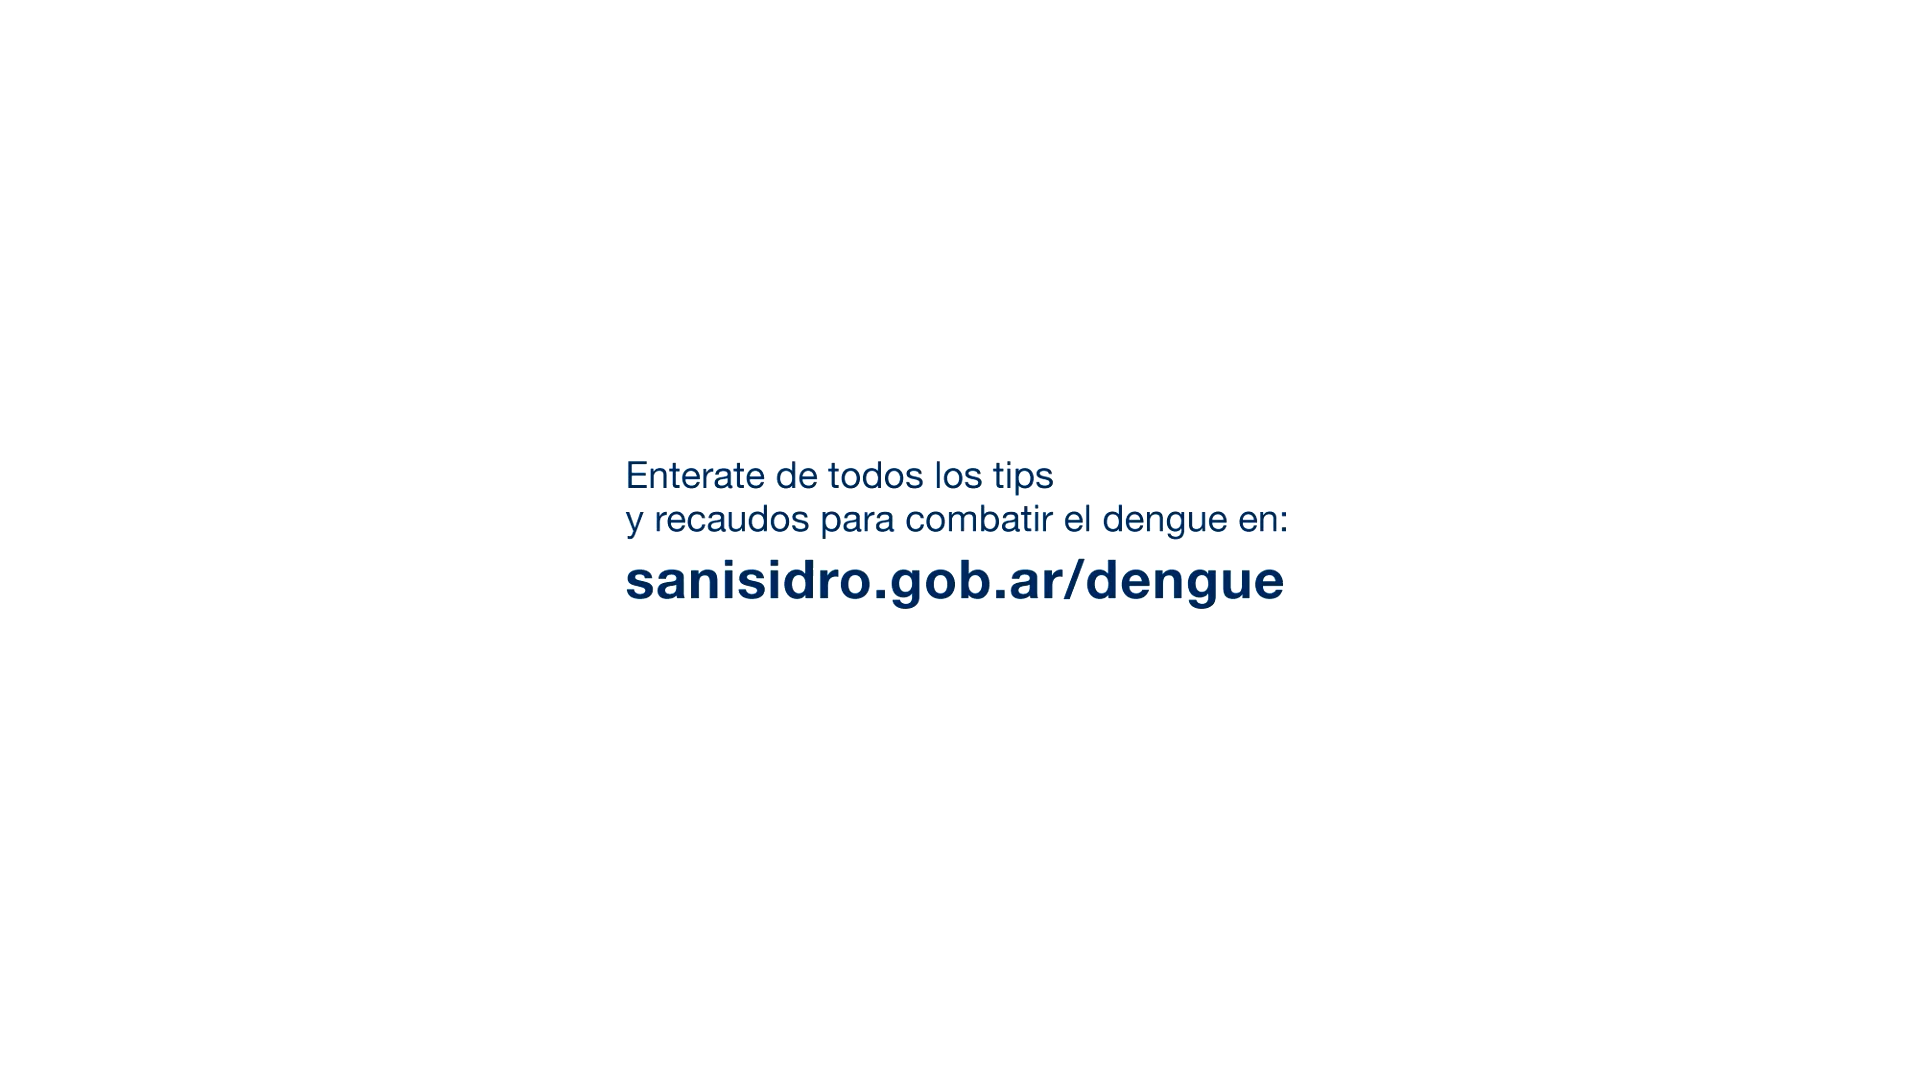 Enterate de todos los tips
y recaudos para combatir el dengue en:
sanisidro.gob.ar/dengue